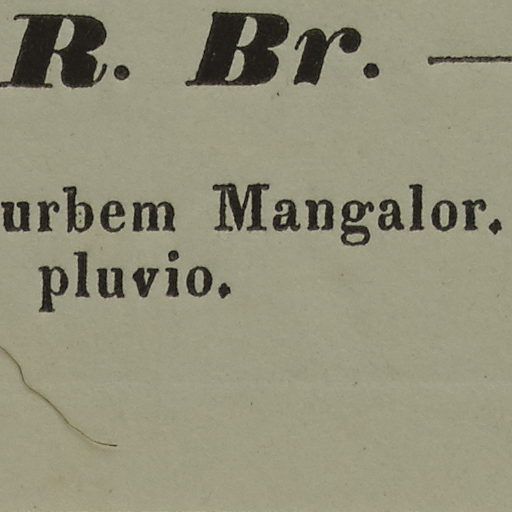 R. Br. —
urbem Mangalor.
pluvio.